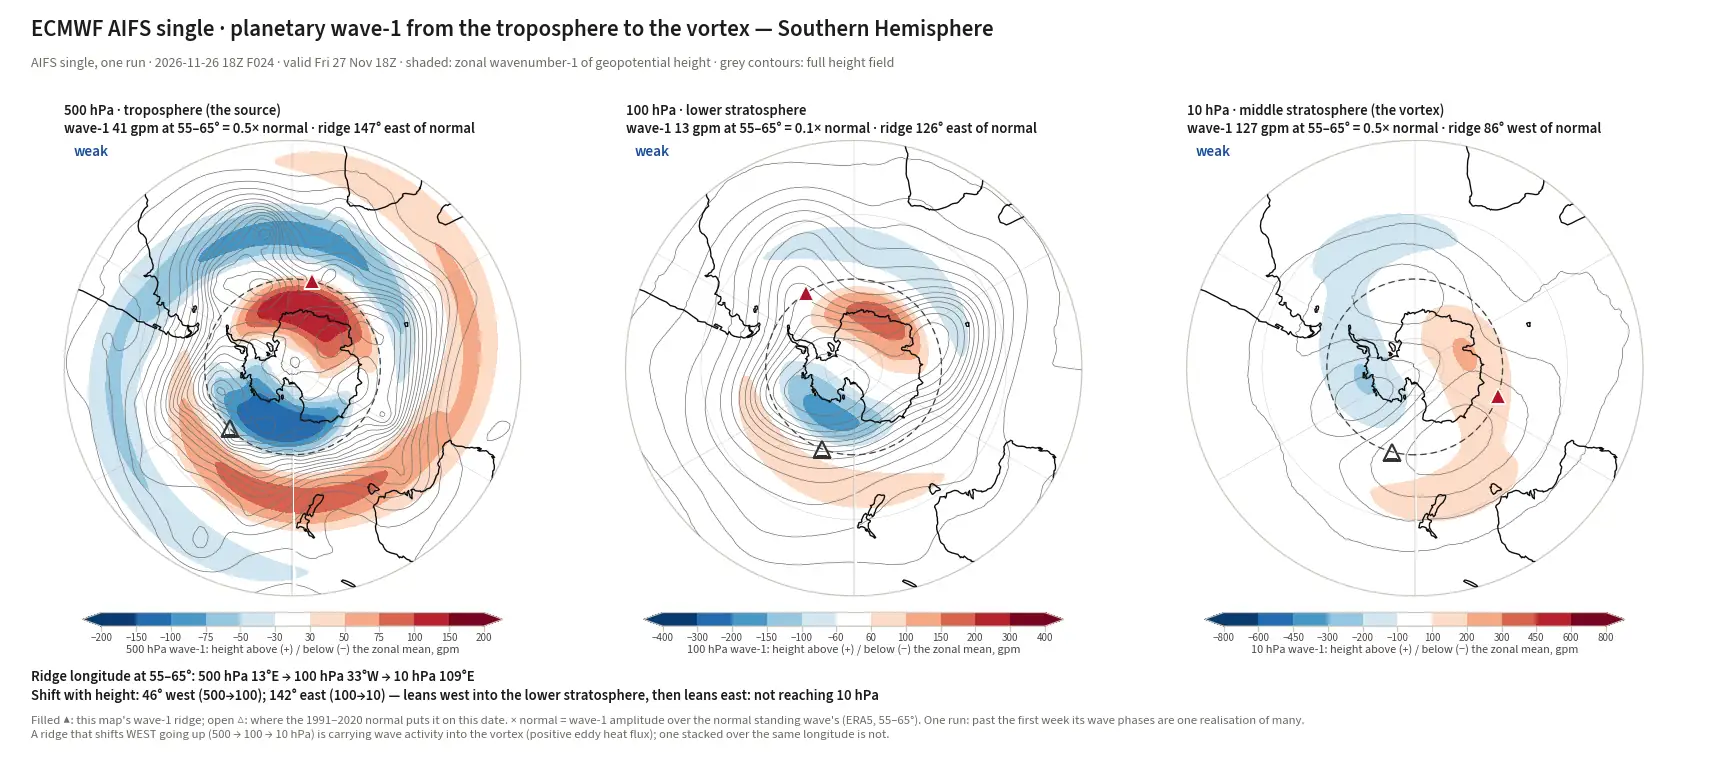 ECMWF AIFS single · planetary wave-1 from the troposphere to the vortex — Southern Hemisphere
AIFS single, one run · 2026-11-26 18Z F024 · valid Fri 27 Nov 18Z · shaded: zonal wavenumber-1 of geopotential height · grey contours: full height field
500 hPa · troposphere (the source)
wave-1 41 gpm at 55–65° = 0.5× normal · ridge 147° east of normal
weak
100 hPa · lower stratosphere
wave-1 13 gpm at 55–65° = 0.1× normal · ridge 126° east of normal
weak
10 hPa · middle stratosphere (the vortex)
wave-1 127 gpm at 55–65° = 0.5× normal · ridge 86° west of normal
weak
−200 −150 −100 −75 −50 −30 30 50 75 100 150 200
500 hPa wave-1: height above (+) / below (−) the zonal mean, gpm
−400 −300 −200 −150 −100 −60 60 100 150 200 300 400
100 hPa wave-1: height above (+) / below (−) the zonal mean, gpm
−800 −600 −450 −300 −200 −100 100 200 300 450 600 800
10 hPa wave-1: height above (+) / below (−) the zonal mean, gpm
Ridge longitude at 55–65°: 500 hPa 13°E → 100 hPa 33°W → 10 hPa 109°E
Shift with height: 46° west (500→100); 142° east (100→10) — leans west into the lower stratosphere, then leans east: not reaching 10 hPa
Filled ▲: this map's wave-1 ridge; open △: where the 1991–2020 normal puts it on this date. × normal = wave-1 amplitude over the normal standing wave's (ERA5, 55–65°). One run: past the first week its wave phases are one realisation of many.
A ridge that shifts WEST going up (500 → 100 → 10 hPa) is carrying wave activity into the vortex (positive eddy heat flux); one stacked over the same longitude is not.